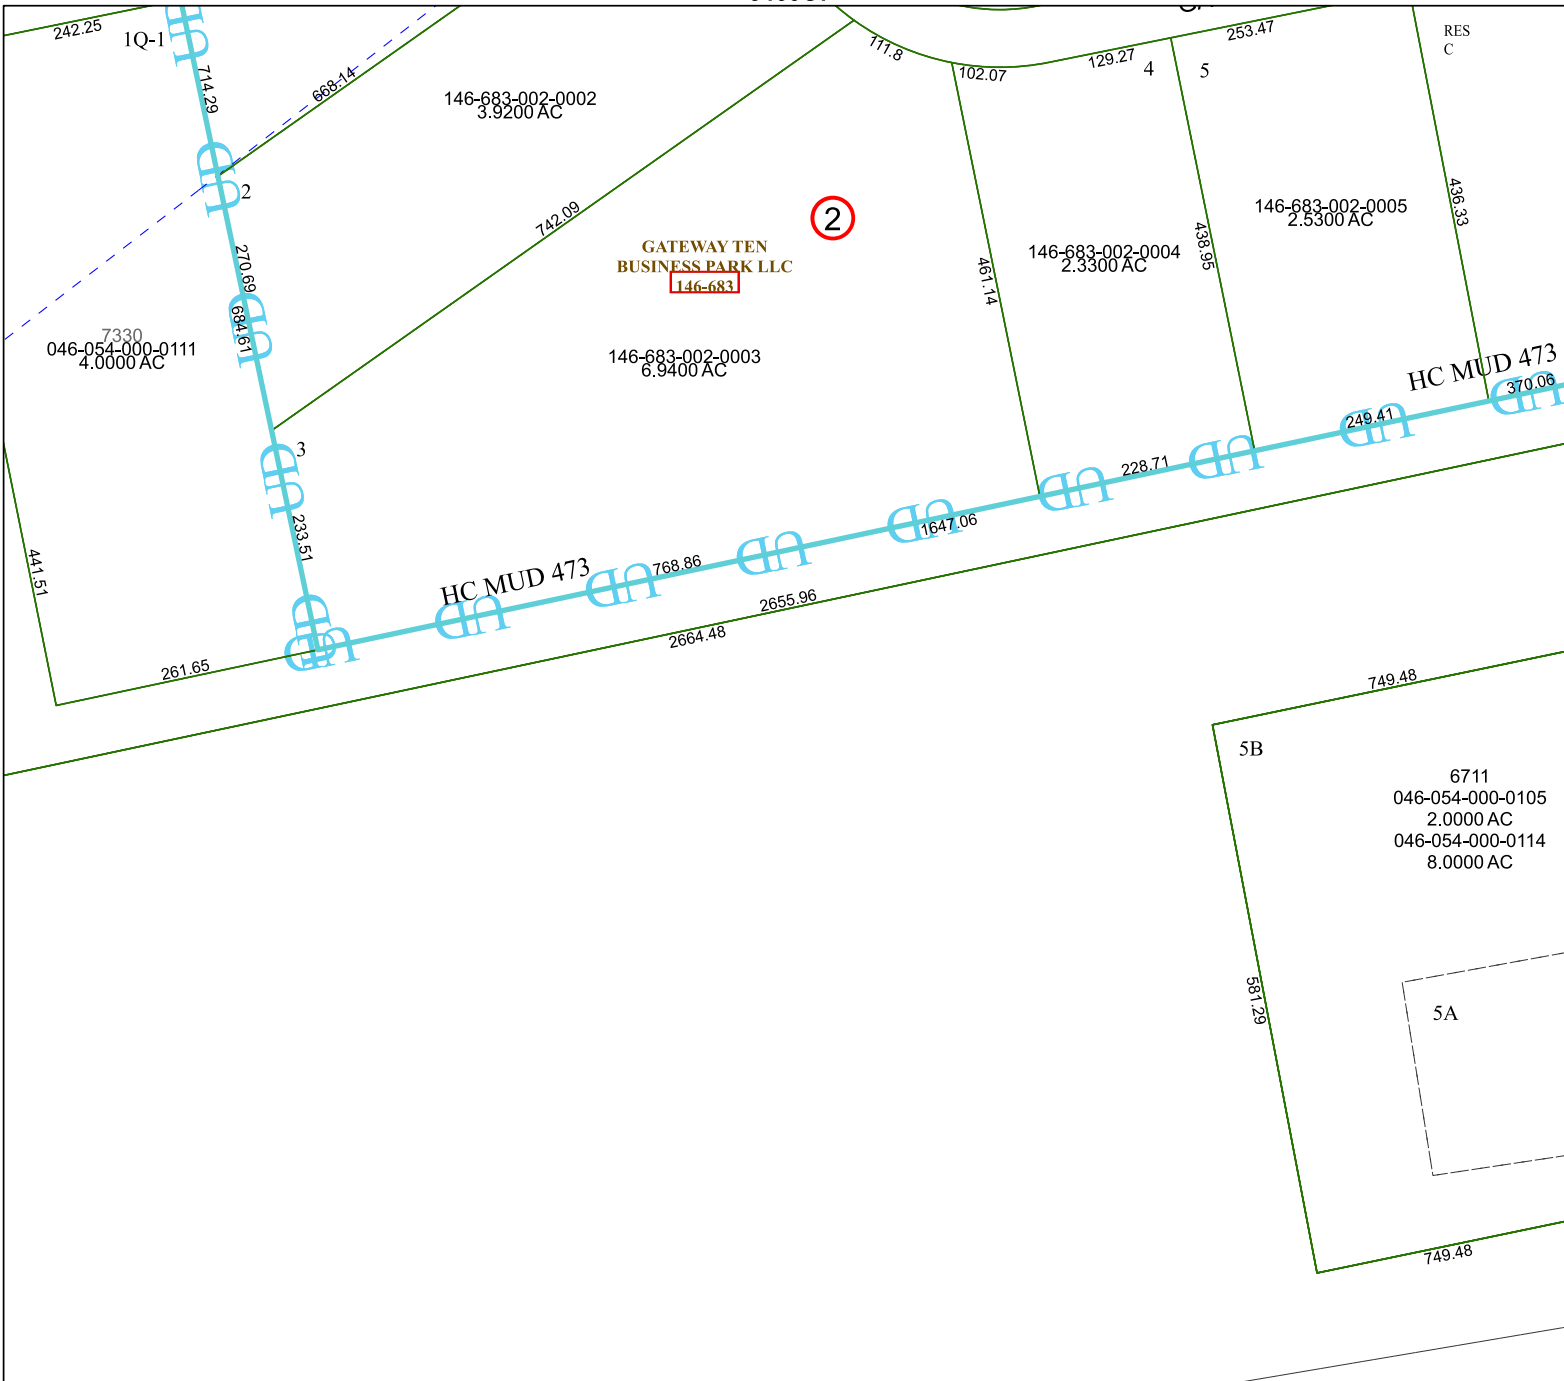 242.25
1Q-1
714.29
668.14
146-683-002-0002
3.9200 AC
111.8
102.07
129.27
4
5
253.47
RES
C
2
742.09
2
GATEWAY TEN
BUSINESS PARK LLC
146-683
146-683-002-0003
6.9400 AC
461.14
146-683-002-0004
2.3300 AC
438.95
146-683-002-0005
2.5300 AC
436.33
270.69
684.61
7330
046-054-000-0111
4.0000 AC
3
233.51
441.51
261.65
HC MUD 473
768.86
1647.06
228.71
249.41
HC MUD 473
370.06
2655.96
2664.48
749.48
5B
6711
046-054-000-0105
2.0000 AC
046-054-000-0114
8.0000 AC
581.29
5A
749.48